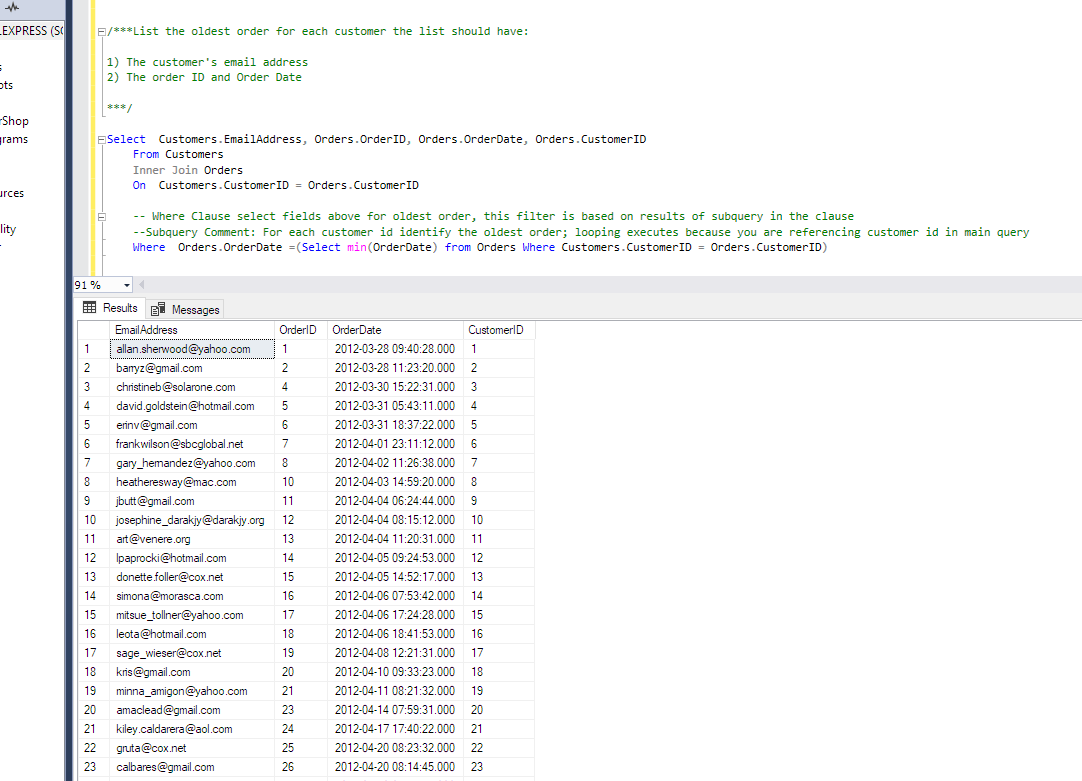 EXPRESS (SC
ots
rShop
grams
urces
lity
/***List the oldest order for each customer the list should have:
1) The customer's email address
2) The order ID and Order Date
***/
Select  Customers.EmailAddress, Orders.OrderID, Orders.OrderDate, Orders.CustomerID
From Customers
Inner Join Orders
On  Customers.CustomerID = Orders.CustomerID
-- Where Clause select fields above for oldest order, this filter is based on results of subquery in the clause
--Subquery Comment: For each customer id identify the oldest order; looping executes because you are referencing customer id in main query
Where  Orders.OrderDate =(Select min(OrderDate) from Orders Where Customers.CustomerID = Orders.CustomerID)
91 %
Results Messages
EmailAddress OrderID OrderDate CustomerID
1 allan.sherwood@yahoo.com 1 2012-03-28 09:40:28.000 1
2 barryz@gmail.com 2 2012-03-28 11:23:20.000 2
3 christineb@solarone.com 4 2012-03-30 15:22:31.000 3
4 david.goldstein@hotmail.com 5 2012-03-31 05:43:11.000 4
5 erinv@gmail.com 6 2012-03-31 18:37:22.000 5
6 frankwilson@sbcglobal.net 7 2012-04-01 23:11:12.000 6
7 gary_hernandez@yahoo.com 8 2012-04-02 11:26:38.000 7
8 heatheresway@mac.com 10 2012-04-03 14:59:20.000 8
9 jbutt@gmail.com 11 2012-04-04 06:24:44.000 9
10 josephine_darakjy@darakjy.org 12 2012-04-04 08:15:12.000 10
11 art@venere.org 13 2012-04-04 11:20:31.000 11
12 lpaprocki@hotmail.com 14 2012-04-05 09:24:53.000 12
13 donette.foller@cox.net 15 2012-04-05 14:52:17.000 13
14 simona@morasca.com 16 2012-04-06 07:53:42.000 14
15 mitsue_tollner@yahoo.com 17 2012-04-06 17:24:28.000 15
16 leota@hotmail.com 18 2012-04-06 18:41:53.000 16
17 sage_wieser@cox.net 19 2012-04-08 12:21:31.000 17
18 kris@gmail.com 20 2012-04-10 09:33:23.000 18
19 minna_amigon@yahoo.com 21 2012-04-11 08:21:32.000 19
20 amaclead@gmail.com 23 2012-04-14 07:59:31.000 20
21 kiley.caldarera@aol.com 24 2012-04-17 17:40:22.000 21
22 gruta@cox.net 25 2012-04-20 08:23:32.000 22
23 calbares@gmail.com 26 2012-04-20 08:14:45.000 23